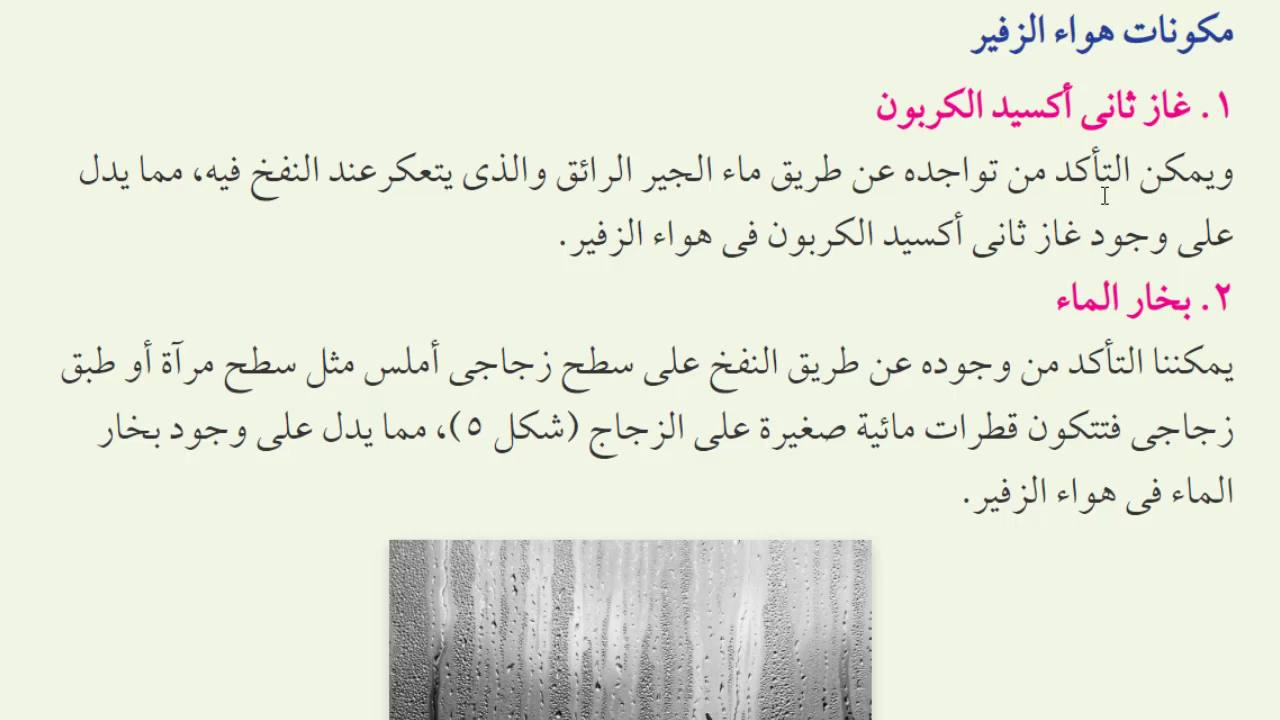 مكونات هواء الزفير
١. غاز ثانى أكسيد الكربون
ويمكن التأكد من تواجده عن طريق ماء الجير الرائق والذى يتعكر عند النفخ فيه، مما يدل
على وجود غاز ثانى أكسيد الكربون فى هواء الزفير.
٢. بخار الماء
يمكننا التأكد من وجوده عن طريق النفخ على سطح زجاجى أملس مثل سطح مرآة أو طبق
زجاجى فتتكون قطرات مائية صغيرة على الزجاج (شكل ٥)، مما يدل على وجود بخار
الماء فى هواء الزفير.